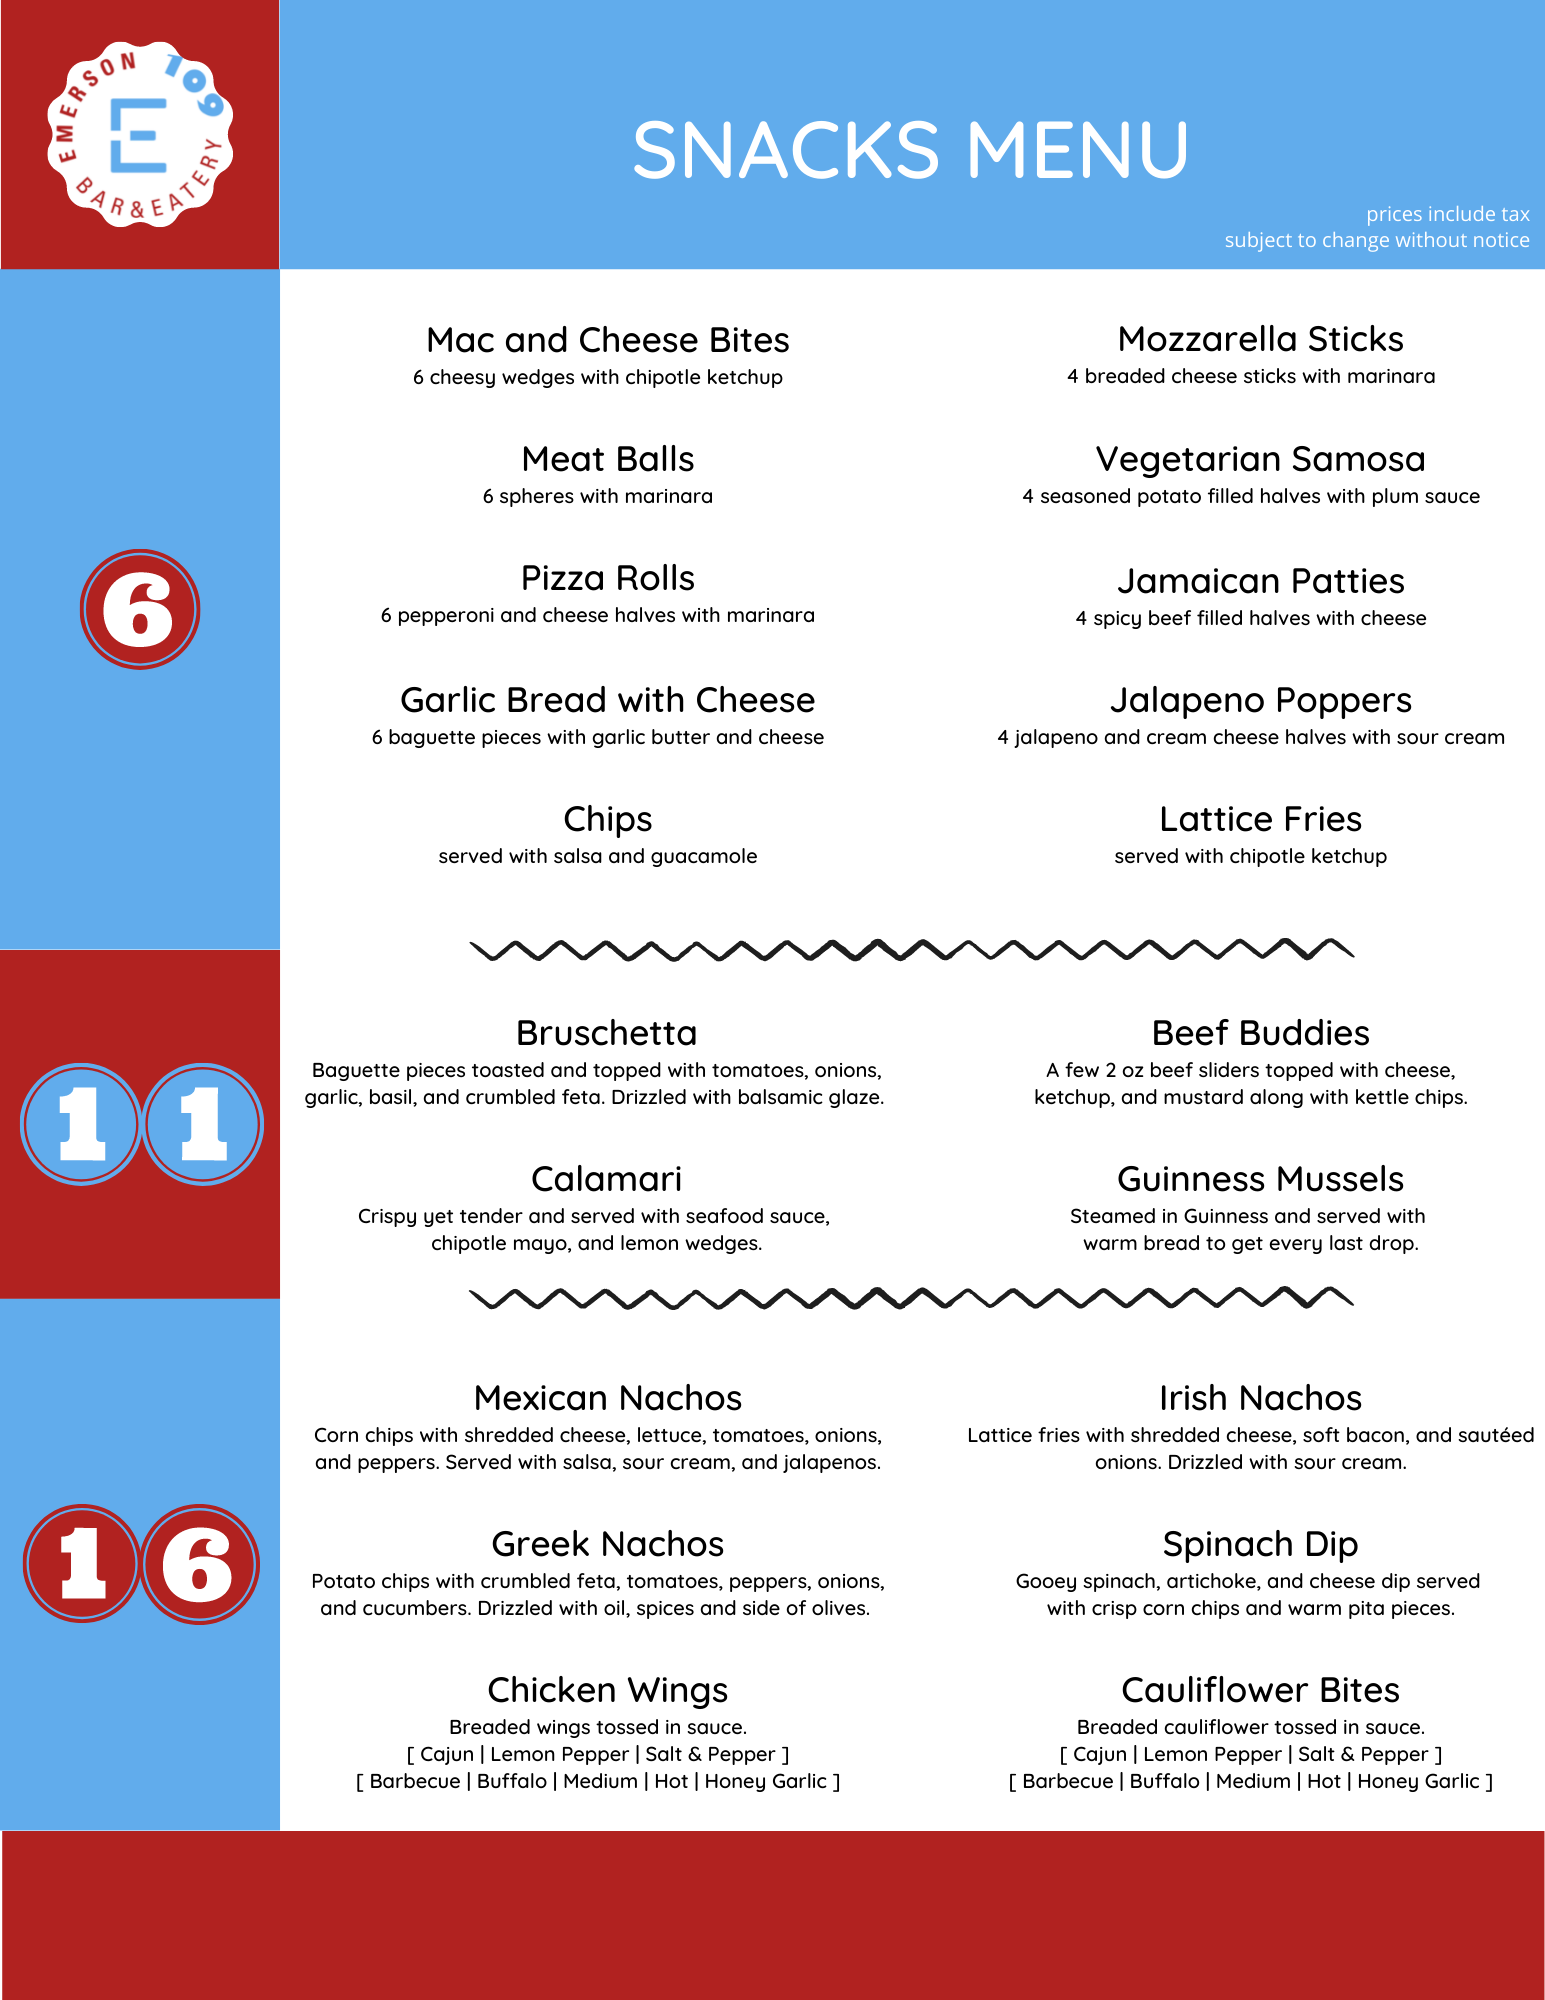 EMERSON 109
E
BAR & EATERY
SNACKS MENU
prices include tax
subject to change without notice
6
Mac and Cheese Bites
6 cheesy wedges with chipotle ketchup
Mozzarella Sticks
4 breaded cheese sticks with marinara
Meat Balls
6 spheres with marinara
Vegetarian Samosa
4 seasoned potato filled halves with plum sauce
Pizza Rolls
6 pepperoni and cheese halves with marinara
Jamaican Patties
4 spicy beef filled halves with cheese
Garlic Bread with Cheese
6 baguette pieces with garlic butter and cheese
Jalapeno Poppers
4 jalapeno and cream cheese halves with sour cream
Chips
served with salsa and guacamole
Lattice Fries
served with chipotle ketchup
11
Bruschetta
Baguette pieces toasted and topped with tomatoes, onions,
garlic, basil, and crumbled feta. Drizzled with balsamic glaze.
Beef Buddies
A few 2 oz beef sliders topped with cheese,
ketchup, and mustard along with kettle chips.
Calamari
Crispy yet tender and served with seafood sauce,
chipotle mayo, and lemon wedges.
Guinness Mussels
Steamed in Guinness and served with
warm bread to get every last drop.
16
Mexican Nachos
Corn chips with shredded cheese, lettuce, tomatoes, onions,
and peppers. Served with salsa, sour cream, and jalapenos.
Irish Nachos
Lattice fries with shredded cheese, soft bacon, and sautéed
onions. Drizzled with sour cream.
Greek Nachos
Potato chips with crumbled feta, tomatoes, peppers, onions,
and cucumbers. Drizzled with oil, spices and side of olives.
Spinach Dip
Gooey spinach, artichoke, and cheese dip served
with crisp corn chips and warm pita pieces.
Chicken Wings
Breaded wings tossed in sauce.
[ Cajun | Lemon Pepper | Salt & Pepper ]
[ Barbecue | Buffalo | Medium | Hot | Honey Garlic ]
Cauliflower Bites
Breaded cauliflower tossed in sauce.
[ Cajun | Lemon Pepper | Salt & Pepper ]
[ Barbecue | Buffalo | Medium | Hot | Honey Garlic ]